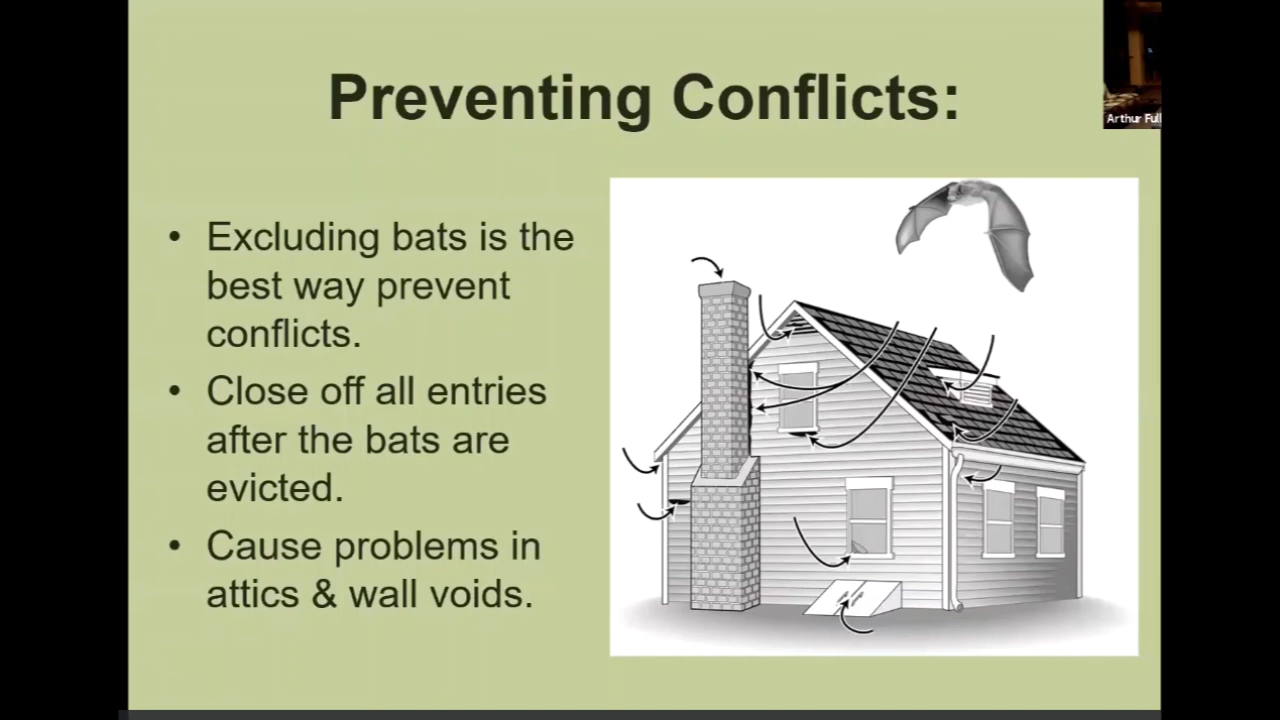 Preventing Conflicts:
Arthur Full
• Excluding bats is the
best way prevent
conflicts.
• Close off all entries
after the bats are
evicted.
• Cause problems in
attics & wall voids.